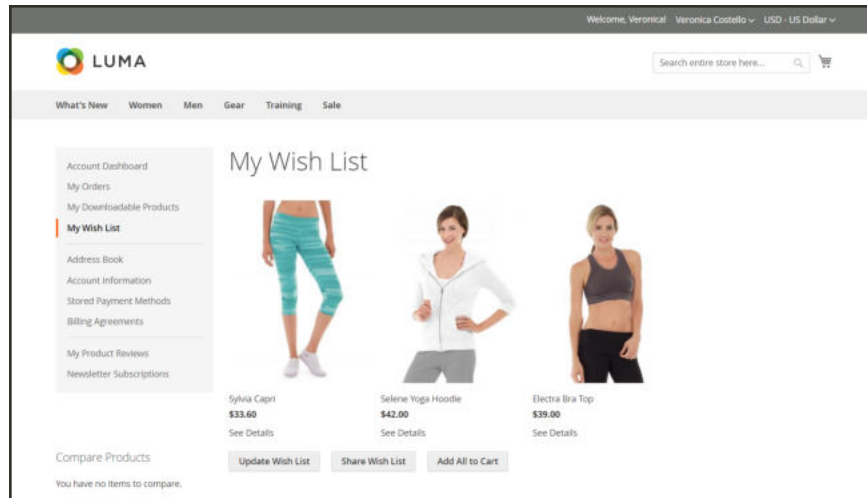 Welcome, Veronica! Veronica Costello USD - US Dollar
LUMA
Search entire store here...
What's New Women Men Gear Training Sale
My Wish List
Account Dashboard
My Orders
My Downloadable Products
My Wish List
Address Book
Account Information
Stored Payment Methods
Billing Agreements
My Product Reviews
Newsletter Subscriptions
Sylvia Capri Selene Yoga Hoodie Electra Bra Top
$33.60 $42.00 $39.00
See Details See Details See Details
Update Wish List Share Wish List Add All to Cart
Compare Products
You have no items to compare.